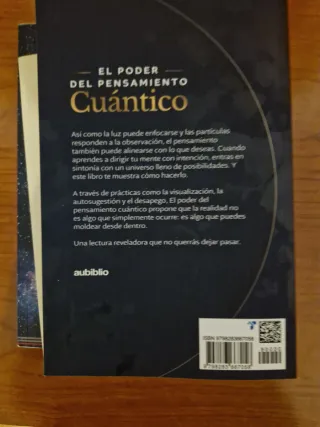 EL PODER
DEL PENSAMIENTO
Cuántico
Así como la luz puede enfocarse y las partículas
responden a la observación, el pensamiento
también puede alinearse con lo que deseas. Cuando
aprendes a dirigir tu mente con intención, entras en
sintonía con un universo lleno de posibilidades. Y
este libro te muestra cómo hacerlo.
A través de prácticas como la visualización, la
autosugestión y el desapego, El poder del
pensamiento cuántico propone que la realidad no
es algo que simplemente ocurre: es algo que puedes
moldear desde dentro.
Una lectura reveladora que no querrás dejar pasar.
aubiblio
90000